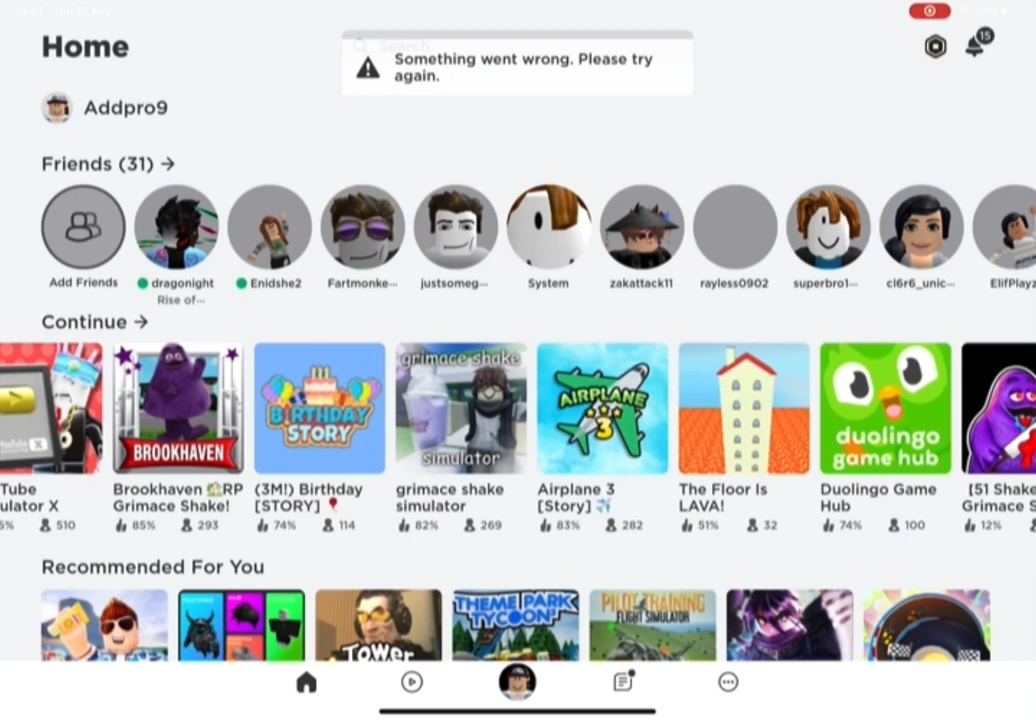 Home
Search
Something went wrong. Please try
again.
15
Addpro9
Friends (31) →
Add Friends
dragonight
Rise of...
Enidshe2
Fartmonke...
justsomeg...
System
zakattack11
rayless0902
superbro1...
cl6r6_unic...
ElifPlayz
Continue →
YouTube
X
BROOKHAVEN
BIRTHDAY
STORY
grimace shake
simulator
AIRPLANE
3
duolingo
game hub
Tube
ulator X
5%
510
Brookhaven RP
Grimace Shake!
85%
293
(3M!) Birthday
[STORY]
74%
114
grimace shake
simulator
82%
269
Airplane 3
[Story]
83%
282
The Floor Is
LAVA!
51%
32
Duolingo Game
Hub
74%
100
[51 Shake
Grimace S
12%
Recommended For You
Tower
THEME PARK
TYCOON
PILOT TRAINING
FLIGHT SIMULATOR